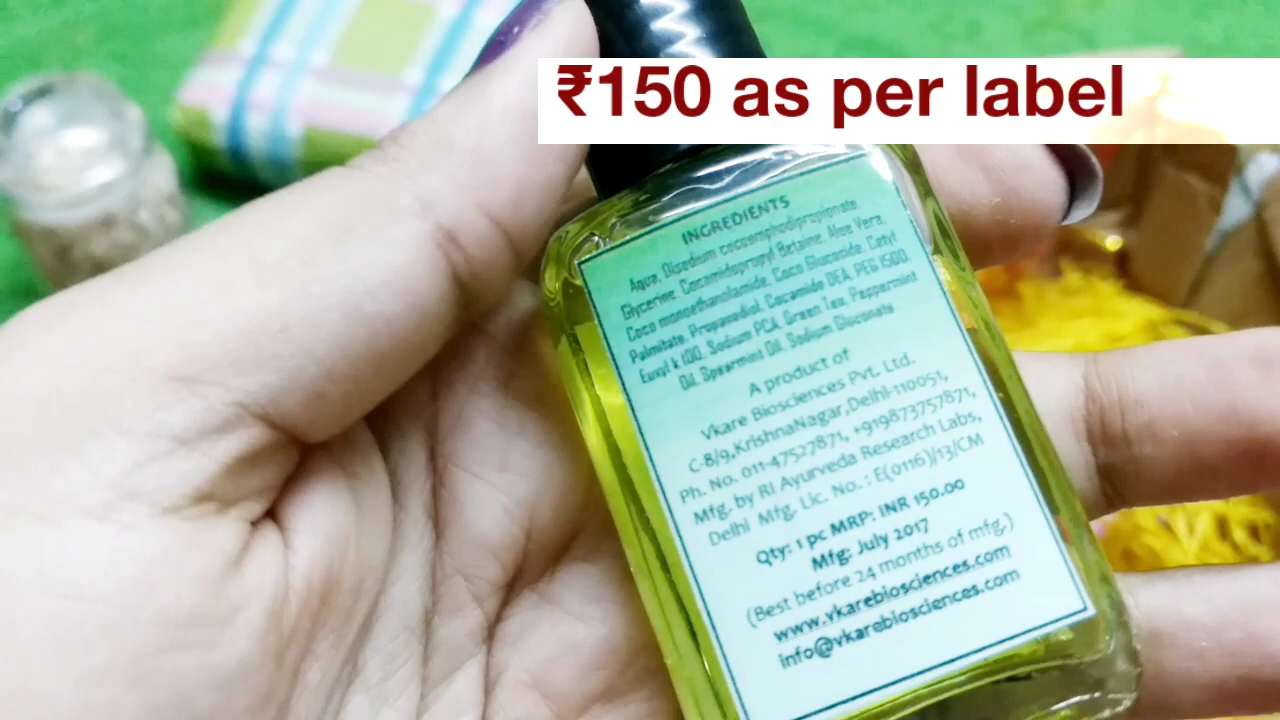 ₹150 as per label
INGREDIENTS
Aqua, Disodium cocoamphodipropionate,
Glycerine, Cocamidopropyl Betaine, Aloe Vera,
Coco monoethanolamide, Coco Glucoside, Cetyl
Palmitate, Propanediol, Cocamide DEA, PEG 1500,
Euxyl k 100, Sodium PCA, Green Tea, Peppermint
Oil, Spearmint Oil, Sodium Gluconate
A product of
Vkare Biosciences Pvt. Ltd.
C-8/9,KrishnaNagar,Delhi-110051,
Ph. No. 011-47527871, +919873757871,
Mfg. by RI Ayurveda Research Labs,
Delhi Mfg. Lic. No. : E(0116)/13/CM
Qty: 1 pc MRP: INR 150.00
Mfg: July 2017
(Best before 24 months of mfg.)
www.vkarebiosciences.com
info@vkarebiosciences.com